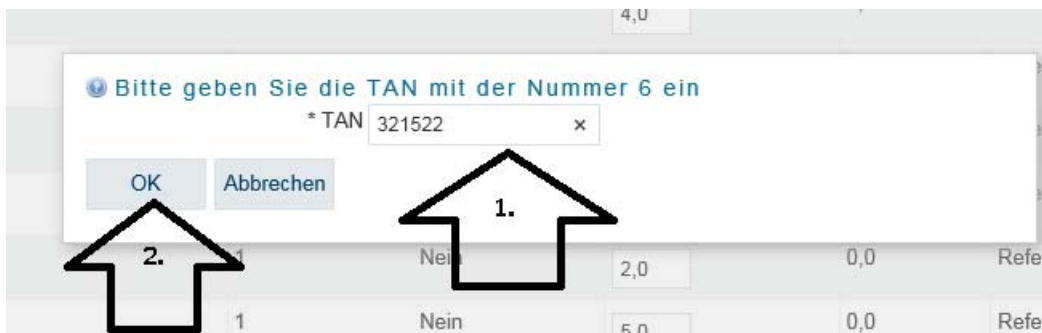 4,0
Bitte geben Sie die TAN mit der Nummer 6 ein
* TAN 321522 ×
OK Abbrechen
1.
2.
1 Nein 2,0 0,0 Refe
1 Nein 5,0 0,0 Refe